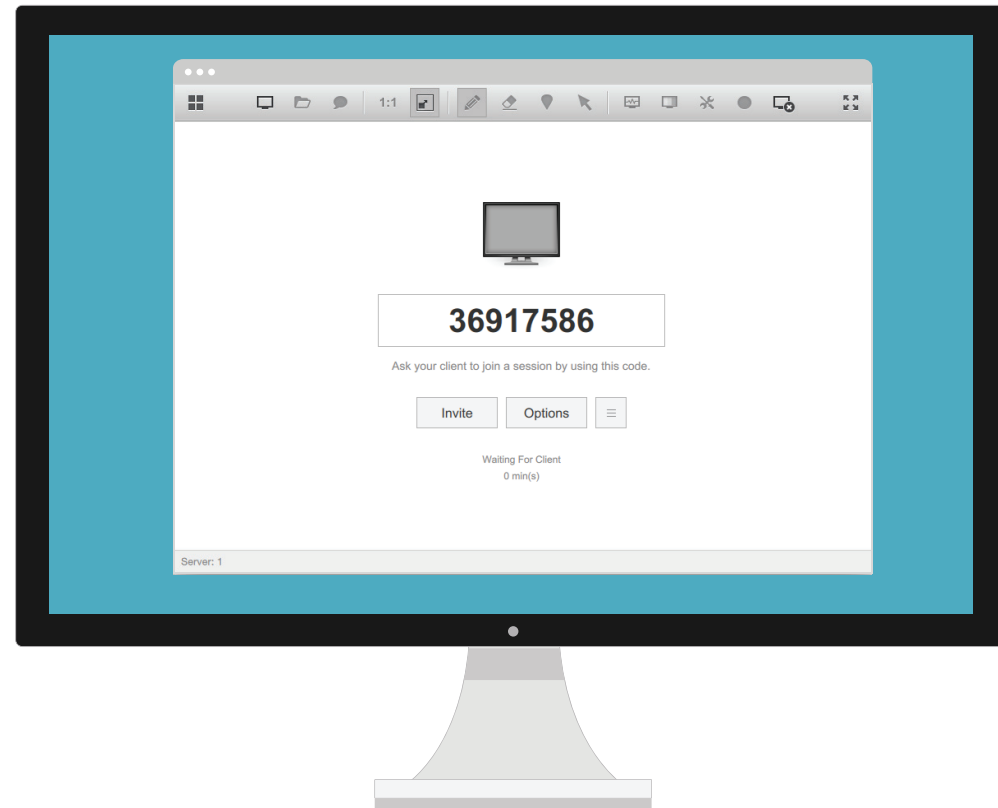 1:1
36917586
Ask your client to join a session by using this code.
Invite Options
Waiting For Client
0 min(s)
Server: 1